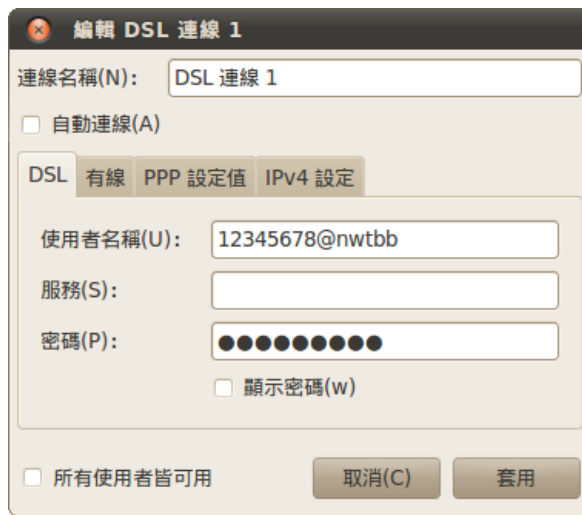 編輯 DSL 連線 1
連線名稱(N): DSL 連線 1
自動連線(A)
DSL 有線 PPP 設定值 IPv4 設定
使用者名稱(U): 12345678@nwtbb
服務(S):
密碼(P): ●●●●●●●●●
顯示密碼(w)
所有使用者皆可用 取消(C) 套用